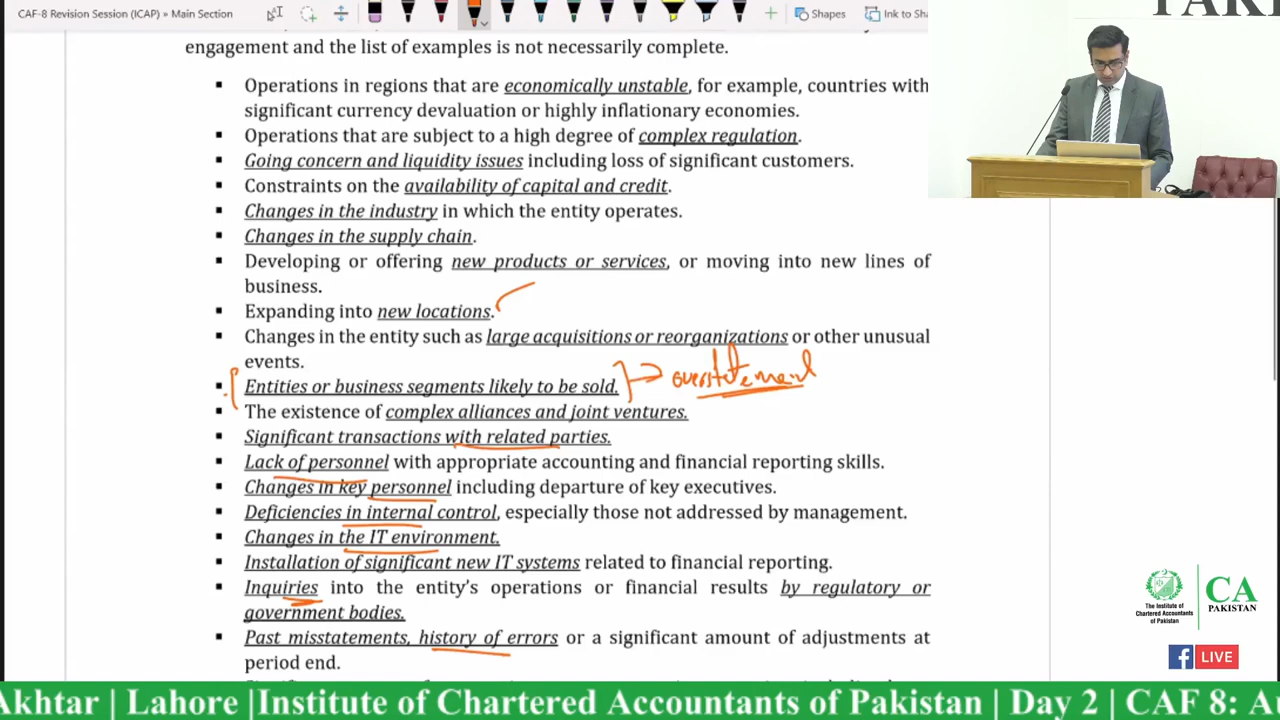 CAF-8 Revision Session (ICAP) » Main Section
Shapes
Ink to Sha
engagement and the list of examples is not necessarily complete.
▪ Operations in regions that are economically unstable, for example, countries with
significant currency devaluation or highly inflationary economies.
▪ Operations that are subject to a high degree of complex regulation.
▪ Going concern and liquidity issues including loss of significant customers.
▪ Constraints on the availability of capital and credit.
▪ Changes in the industry in which the entity operates.
▪ Changes in the supply chain.
▪ Developing or offering new products or services, or moving into new lines of
business.
▪ Expanding into new locations.
▪ Changes in the entity such as large acquisitions or reorganizations or other unusual
events.
▪ Entities or business segments likely to be sold. overstatement
▪ The existence of complex alliances and joint ventures.
▪ Significant transactions with related parties.
▪ Lack of personnel with appropriate accounting and financial reporting skills.
▪ Changes in key personnel including departure of key executives.
▪ Deficiencies in internal control, especially those not addressed by management.
▪ Changes in the IT environment.
▪ Installation of significant new IT systems related to financial reporting.
▪ Inquiries into the entity's operations or financial results by regulatory or
government bodies.
▪ Past misstatements, history of errors or a significant amount of adjustments at
period end.
The Institute of
Chartered Accountants
of Pakistan
CA
PAKISTAN
f LIVE
Akhtar | Lahore |Institute of Chartered Accountants of Pakistan | Day 2 | CAF 8: Au